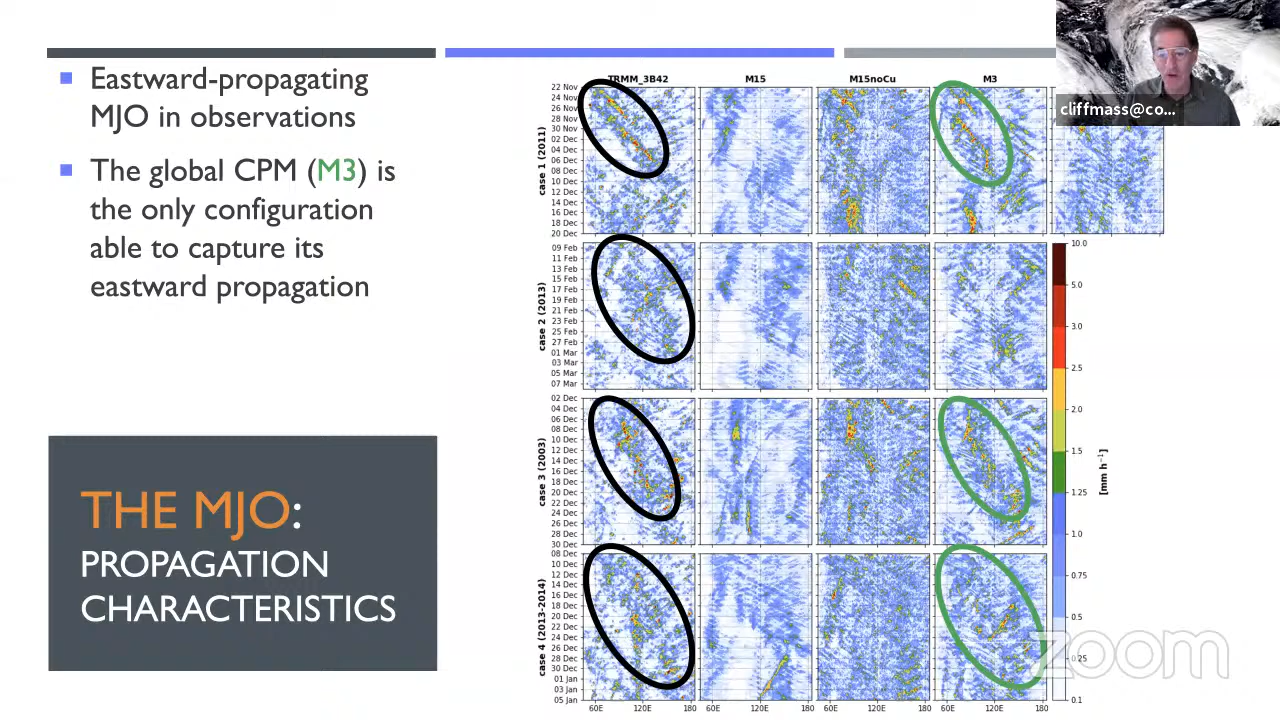 Eastward-propagating
MJO in observations
The global CPM (M3) is
the only configuration
able to capture its
eastward propagation
THE MJO:
PROPAGATION
CHARACTERISTICS
TRMM_3B42 M15 M15noCu M3
case 1 (2011)
22 Nov
24 Nov
26 Nov
28 Nov
30 Nov
02 Dec
04 Dec
06 Dec
08 Dec
10 Dec
12 Dec
14 Dec
16 Dec
18 Dec
20 Dec
case 2 (2013)
09 Feb
11 Feb
13 Feb
15 Feb
17 Feb
19 Feb
21 Feb
23 Feb
25 Feb
27 Feb
01 Mar
03 Mar
05 Mar
07 Mar
case 3 (2003)
02 Dec
04 Dec
06 Dec
08 Dec
10 Dec
12 Dec
14 Dec
16 Dec
18 Dec
20 Dec
22 Dec
24 Dec
26 Dec
28 Dec
30 Dec
case 4 (2013-2014)
08 Dec
10 Dec
12 Dec
14 Dec
16 Dec
18 Dec
20 Dec
22 Dec
24 Dec
26 Dec
28 Dec
30 Dec
01 Jan
03 Jan
05 Jan
60E 120E 180 60E 120E 180 60E 120E 180 60E 120E 180
10.0
5.0
3.0
2.5
2.0
1.5
1.25
1.0
0.75
0.5
0.25
0.1
[mm h⁻¹]
cliffmass@co...
zoom